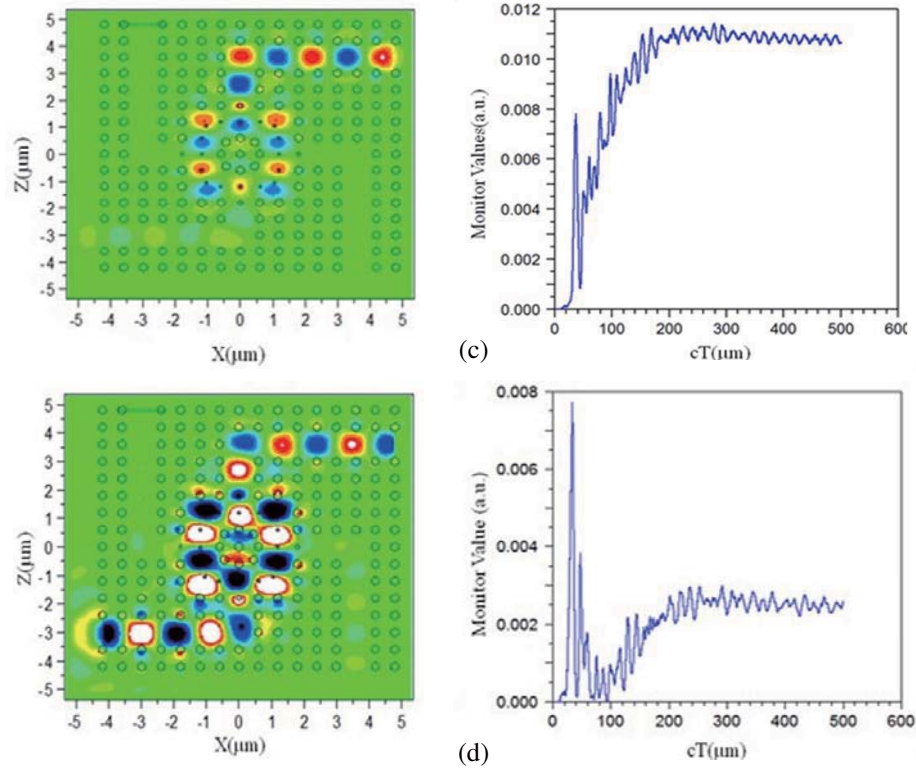 5
4
3
2
1
0
-1
-2
-3
-4
-5
Z(µm)
-5 -4 -3 -2 -1 0 1 2 3 4 5
X(µm)
0.012
0.010
0.008
0.006
0.004
0.002
0.000
Monitor Values(a.u.)
0 100 200 300 400 500 600
cT(µm)
(c)
5
4
3
2
1
0
-1
-2
-3
-4
-5
Z(µm)
-5 -4 -3 -2 -1 0 1 2 3 4 5
X(µm)
0.008
0.006
0.004
0.002
0.000
Monitor Value (a.u.)
0 100 200 300 400 500 600
cT(µm)
(d)